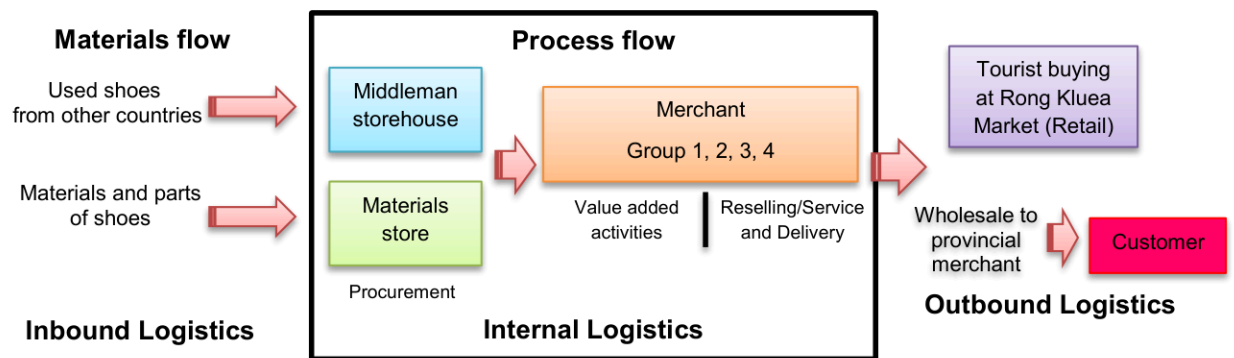 Materials flow
Used shoes
from other countries
Materials and parts
of shoes
Inbound Logistics
Process flow
Middleman
storehouse
Materials
store
Procurement
Merchant
Group 1, 2, 3, 4
Value added
activities
Reselling/Service
and Delivery
Internal Logistics
Tourist buying
at Rong Kluea
Market (Retail)
Wholesale to
provincial
merchant
Customer
Outbound Logistics